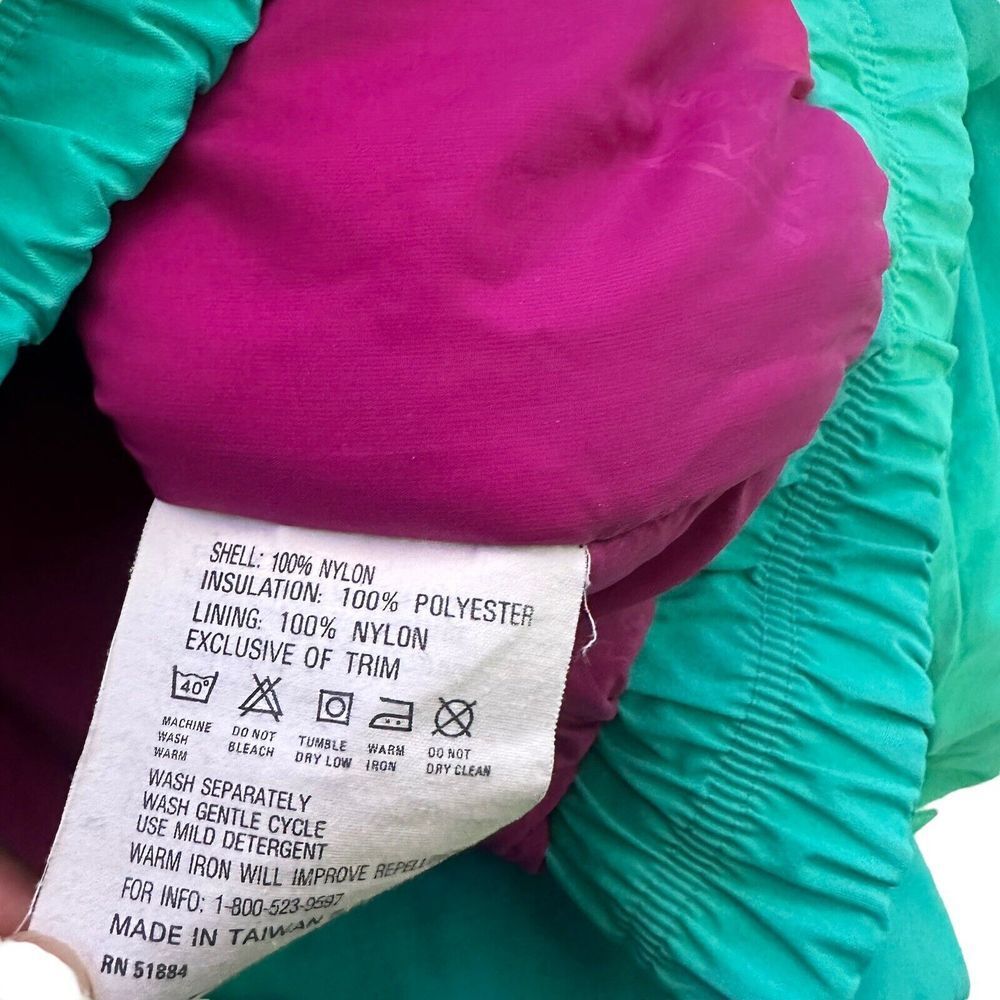 SHELL: 100% NYLON
INSULATION: 100% POLYESTER
LINING: 100% NYLON
EXCLUSIVE OF TRIM
40°
MACHINE WASH WARM
DO NOT BLEACH
TUMBLE DRY LOW
WARM IRON
DO NOT DRY CLEAN
WASH SEPARATELY
WASH GENTLE CYCLE
USE MILD DETERGENT
WARM IRON WILL IMPROVE
FOR INFO: 1-800-523-9597
MADE IN TAIWAN
RN 51884